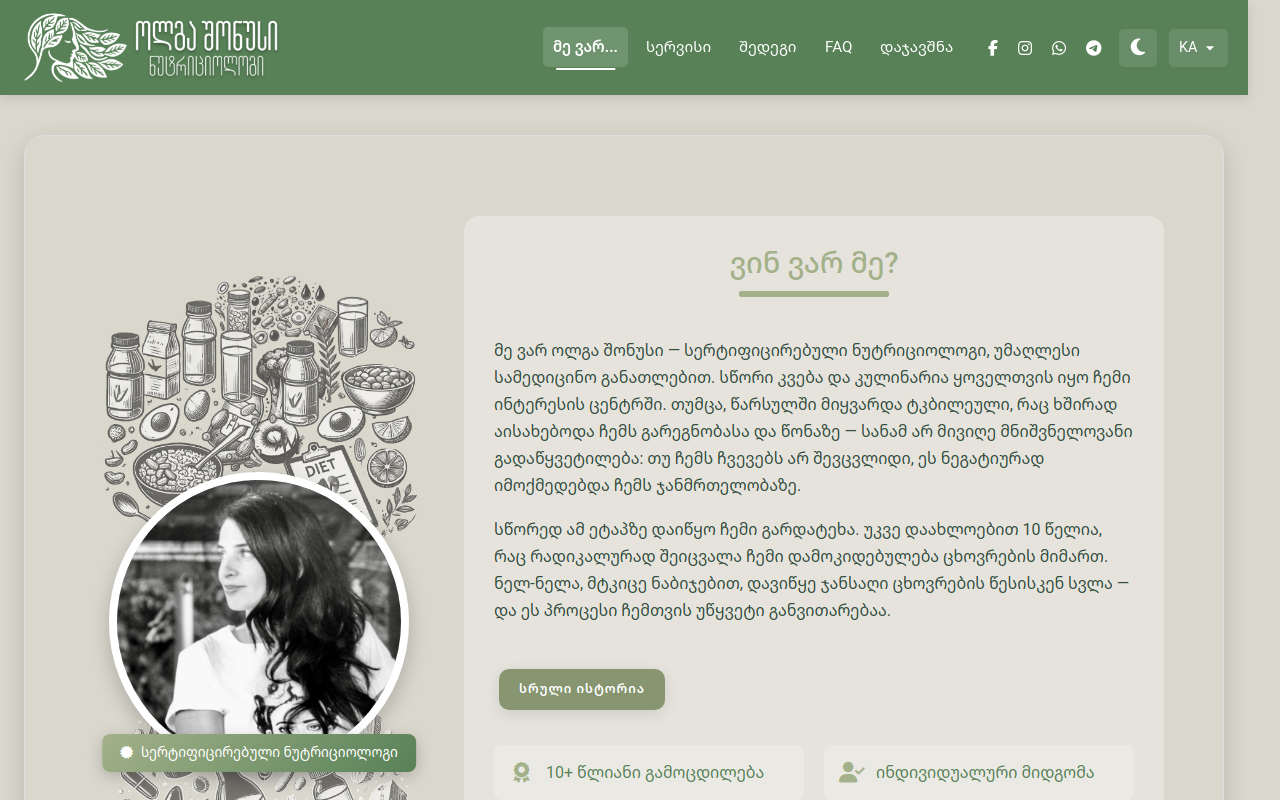 ოლგა შონუსი
ნუტრიციოლოგი
მე ვარ...
სერვისი
შედეგი
FAQ
დაჯავშნა
KA
ვინ ვარ მე?
მე ვარ ოლგა შონუსი — სერტიფიცირებული ნუტრიციოლოგი, უმაღლესი
სამედიცინო განათლებით. სწორი კვება და კულინარია ყოველთვის იყო ჩემი
ინტერესის ცენტრში. თუმცა, წარსულში მიყვარდა ტკბილეული, რაც ხშირად
აისახებოდა ჩემს გარეგნობასა და წონაზე — სანამ არ მივიღე მნიშვნელოვანი
გადაწყვეტილება: თუ ჩემს ჩვევებს არ შევცვლიდი, ეს ნეგატიურად
იმოქმედებდა ჩემს ჯანმრთელობაზე.
სწორედ ამ ეტაპზე დაიწყო ჩემი გარდატეხა. უკვე დაახლოებით 10 წელია,
რაც რადიკალურად შეიცვალა ჩემი დამოკიდებულება ცხოვრების მიმართ.
ნელ-ნელა, მტკიცე ნაბიჯებით, დავიწყე ჯანსაღი ცხოვრების წესისკენ სვლა —
და ეს პროცესი ჩემთვის უწყვეტი განვითარებაა.
სრული ისტორია
10+ წლიანი გამოცდილება
ინდივიდუალური მიდგომა
DIET
სერტიფიცირებული ნუტრიციოლოგი